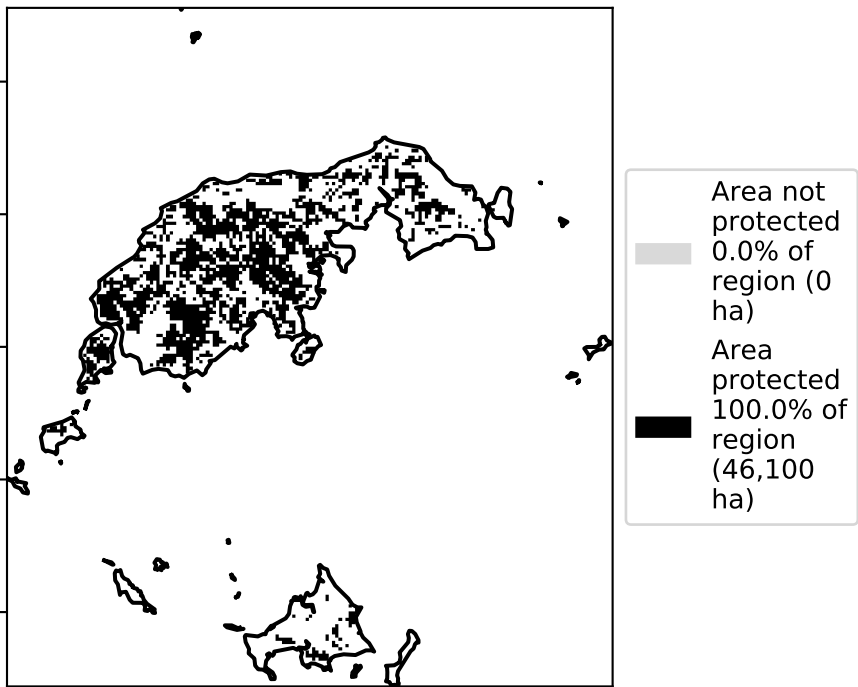 Area not
protected
0.0% of
region (0
ha)
Area
protected
100.0% of
region
(46,100
ha)